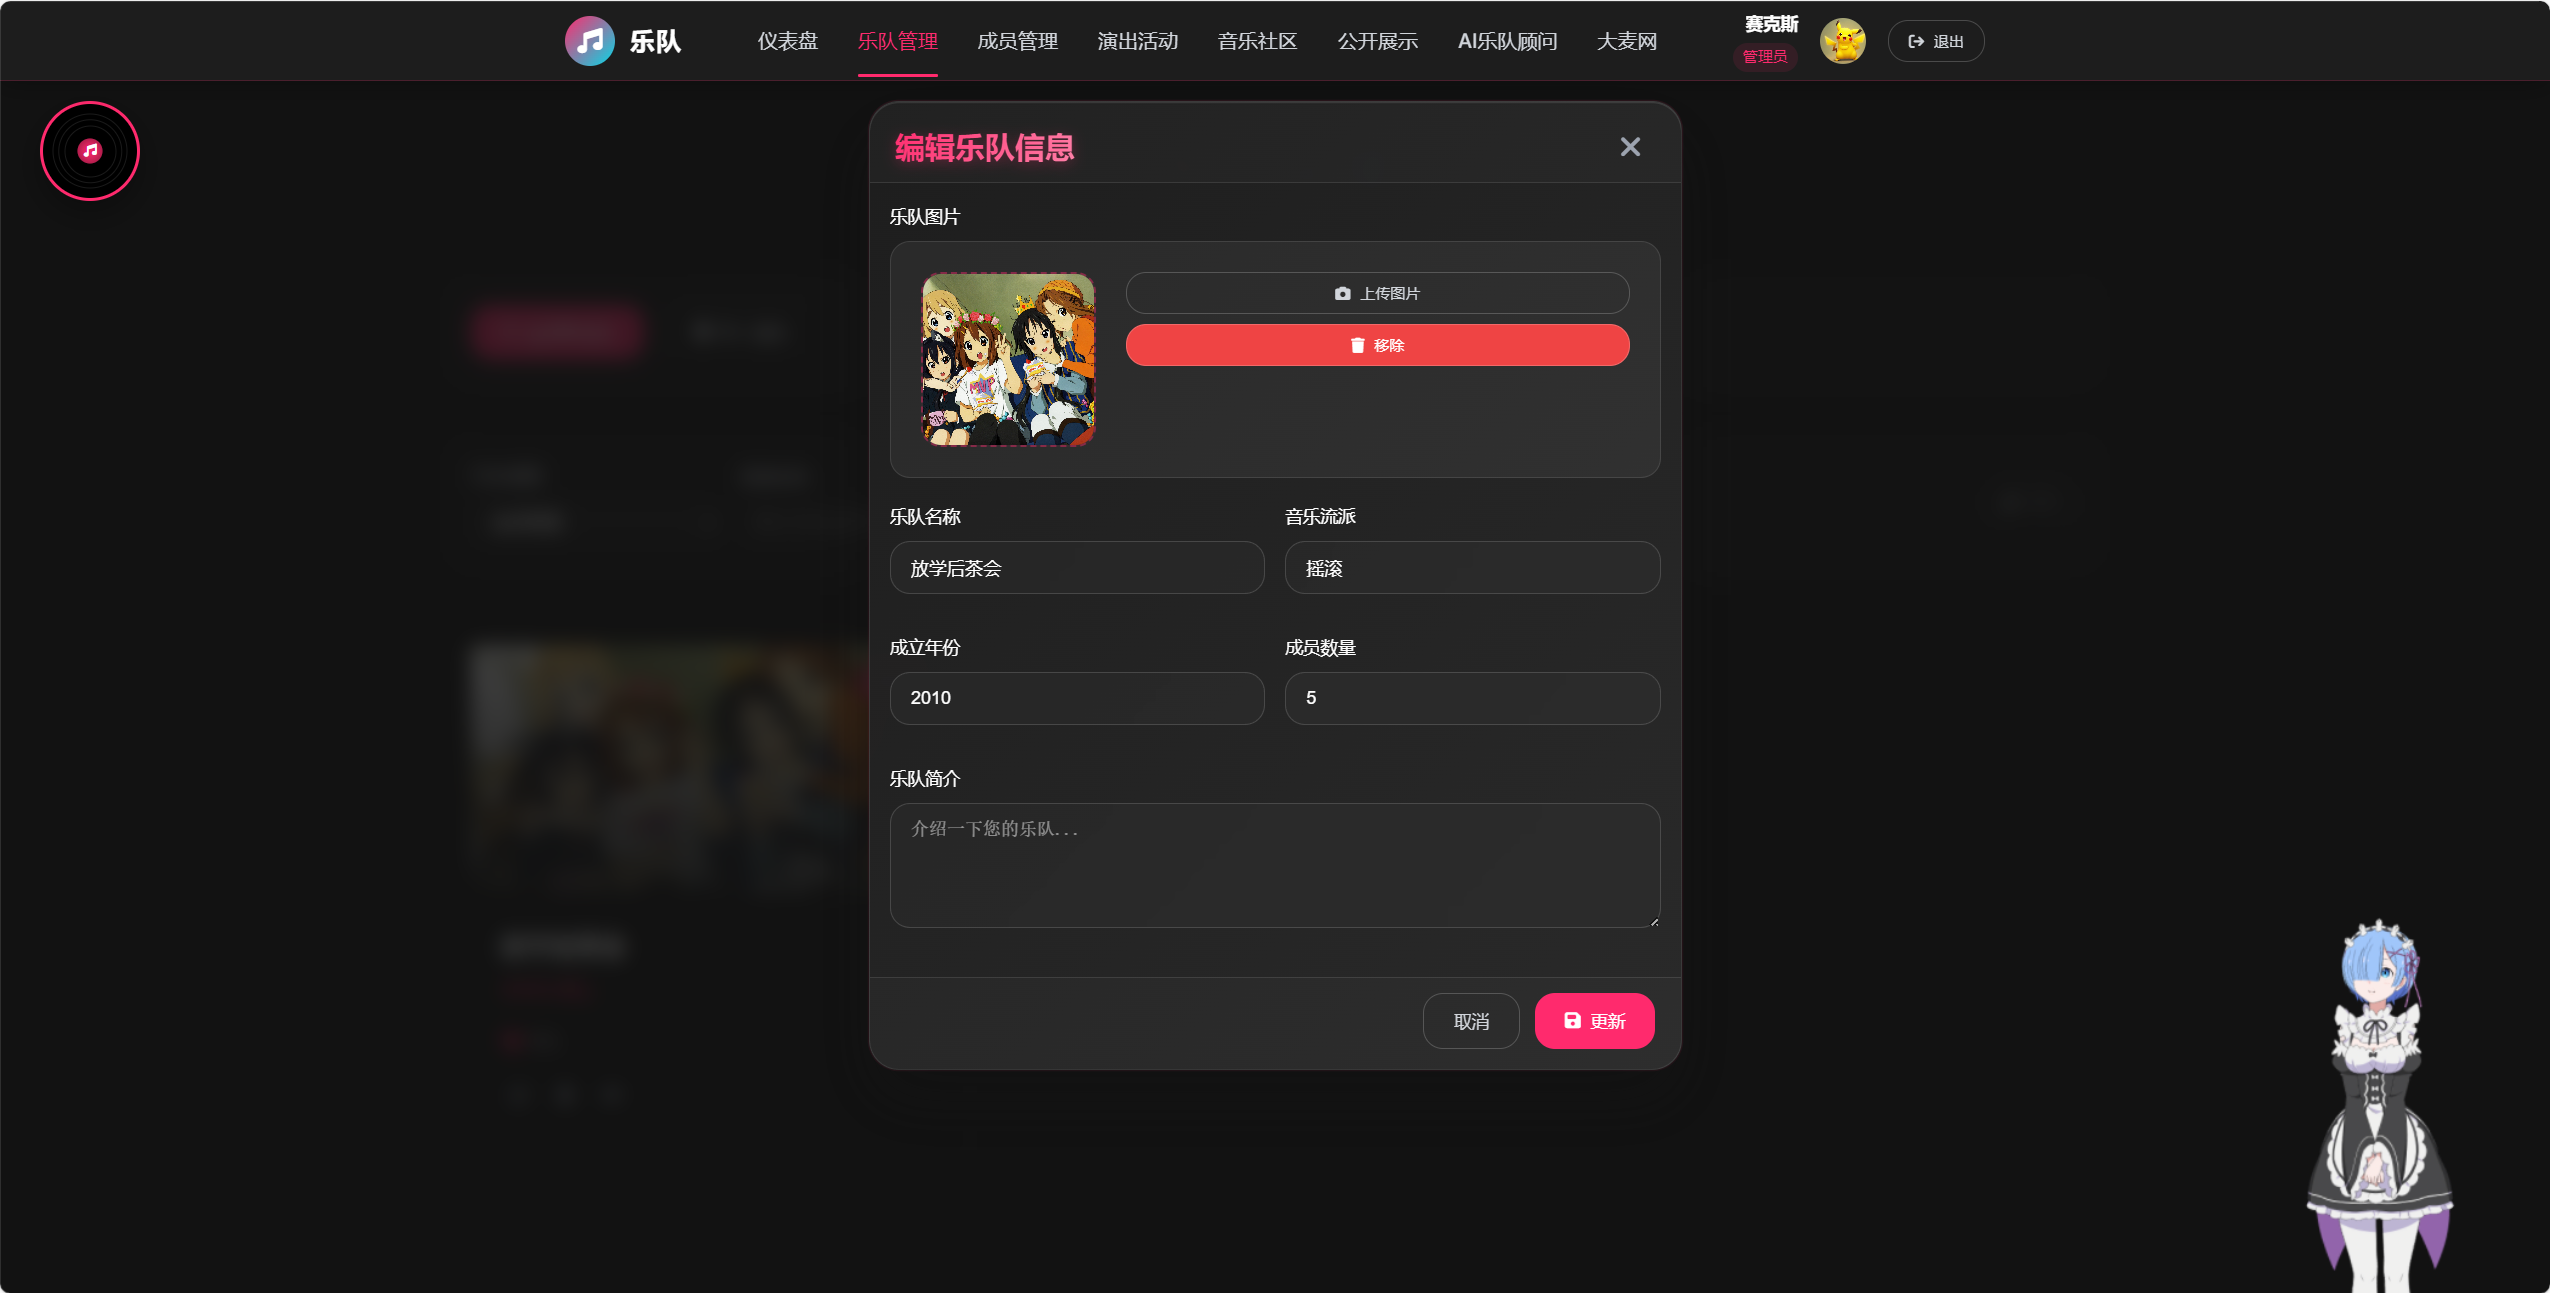 乐队
仪表盘
乐队管理
成员管理
演出活动
音乐社区
公开展示
AI乐队顾问
大麦网
赛克斯
管理员
退出
编辑乐队信息
乐队图片
上传图片
移除
乐队名称
音乐流派
放学后茶会
摇滚
成立年份
成员数量
2010
5
乐队简介
介绍一下您的乐队...
取消
更新